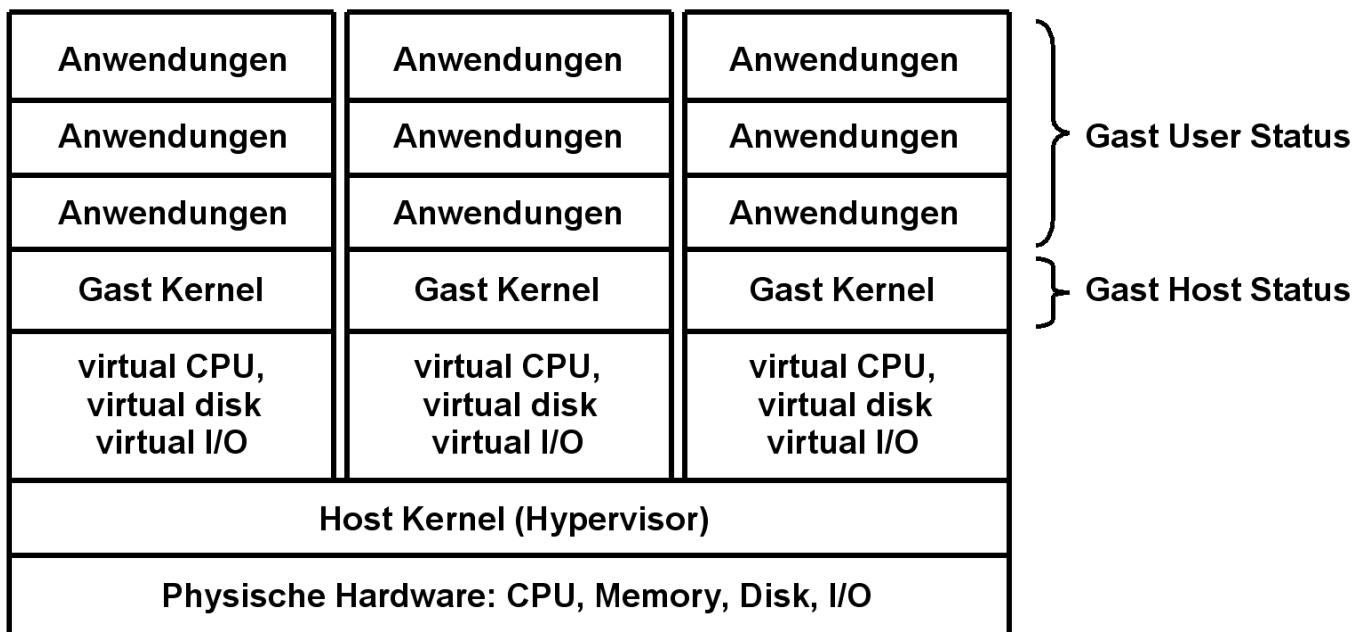 Anwendungen Anwendungen Anwendungen
Anwendungen Anwendungen Anwendungen Gast User Status
Anwendungen Anwendungen Anwendungen
Gast Kernel Gast Kernel Gast Kernel Gast Host Status
virtual CPU, virtual CPU, virtual CPU,
virtual disk virtual disk virtual disk
virtual I/O virtual I/O virtual I/O
Host Kernel (Hypervisor)
Physische Hardware: CPU, Memory, Disk, I/O